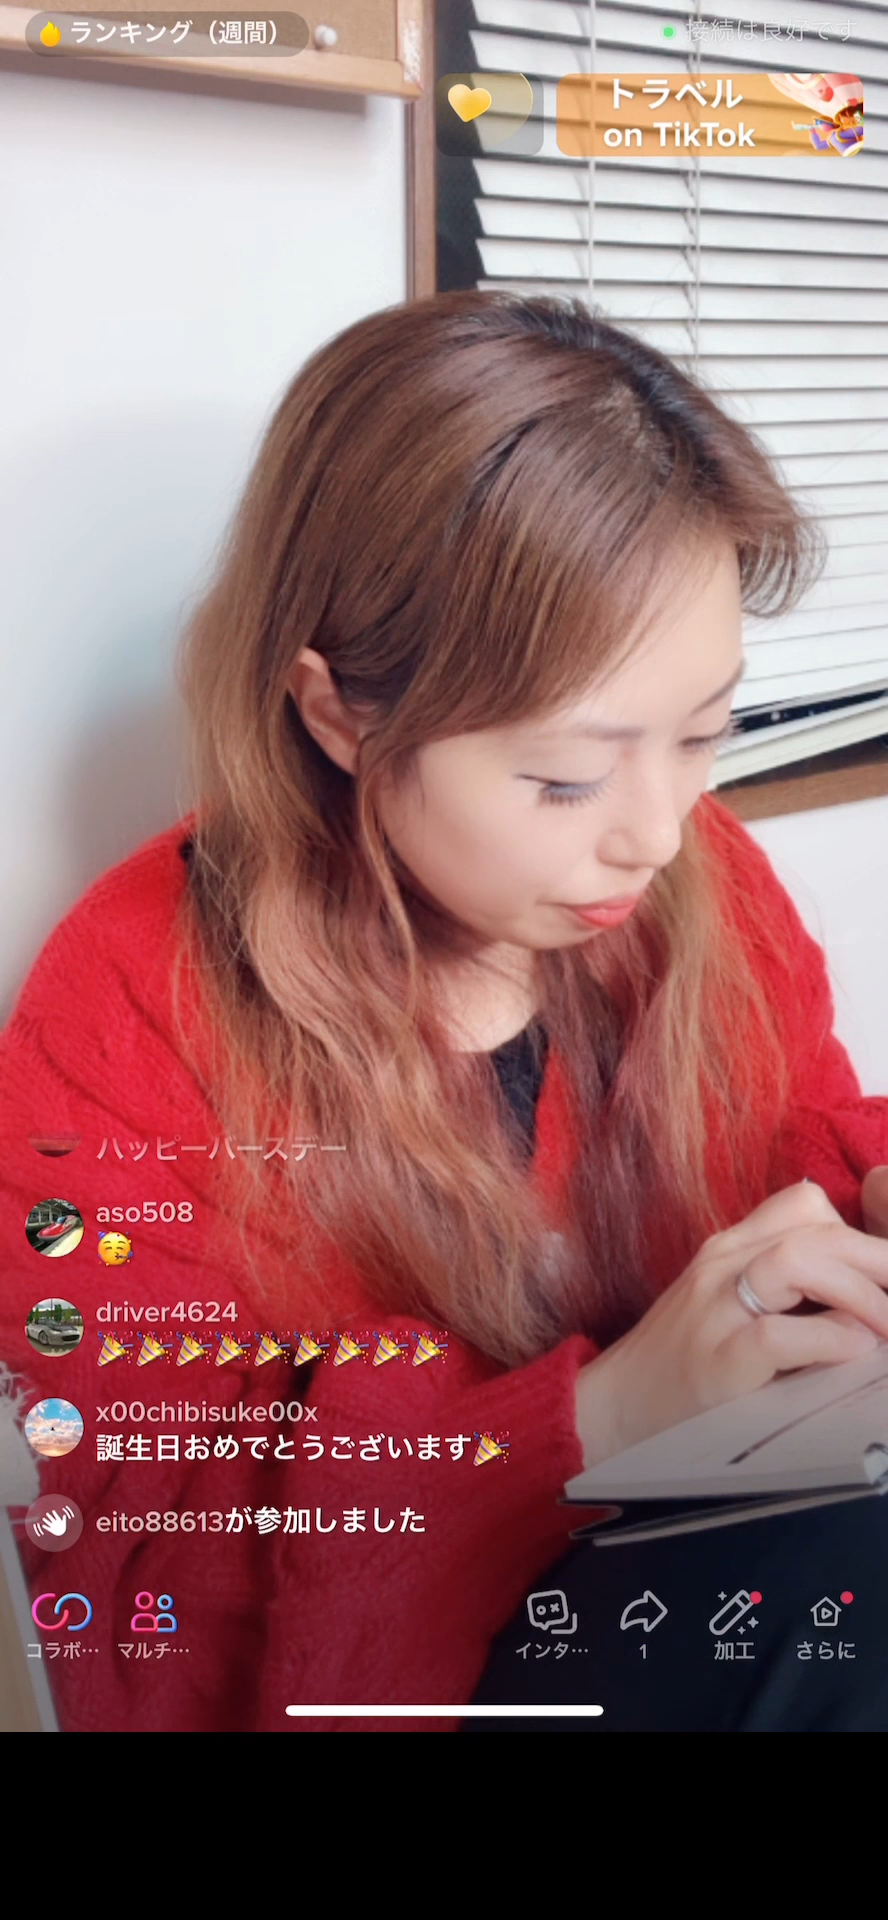 ランキング（週間）
接続は良好です
トラベル
on TikTok
ハッピーバースデー
aso508
🥳
driver4624
🎉🎉🎉🎉🎉🎉🎉🎉🎉
x00chibisuke00x
誕生日おめでとうございます🎉
eito88613が参加しました
コラボ…
マルチ…
インタ…
1
加工
さらに